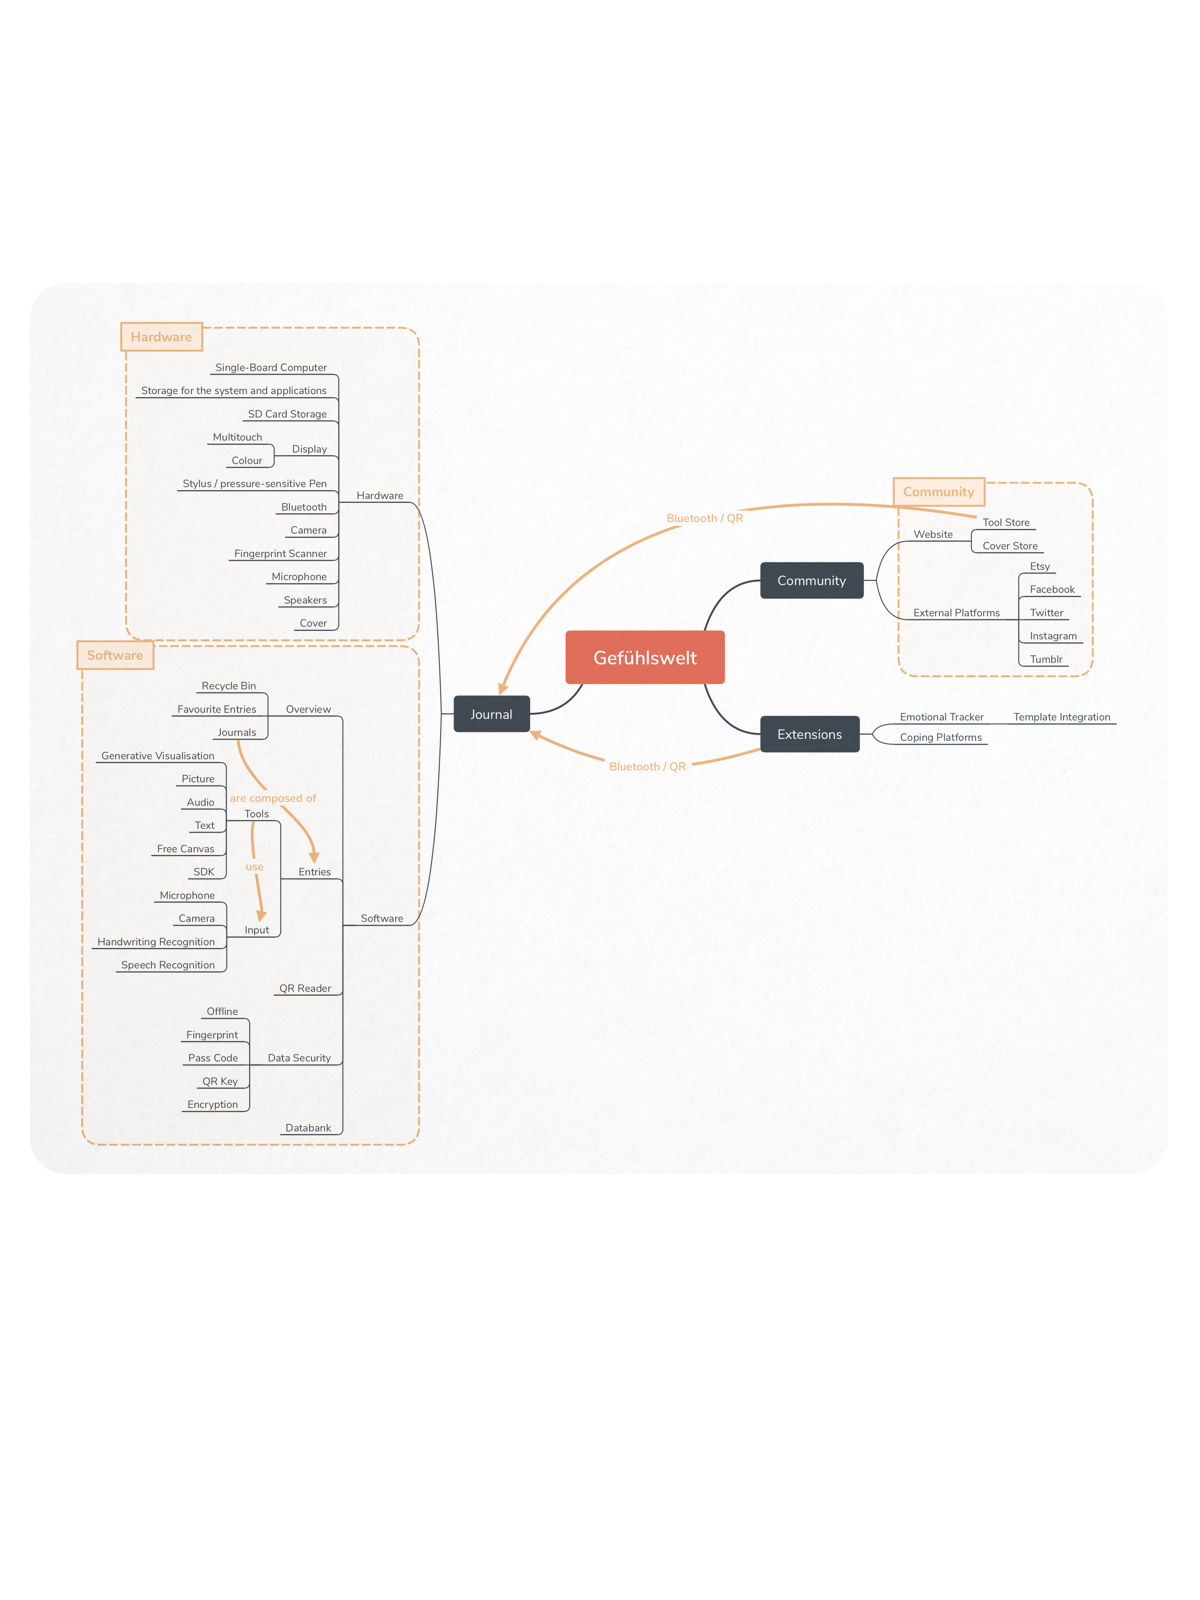 Hardware
Single-Board Computer
Storage for the system and applications
SD Card Storage
Multitouch
Display
Colour
Stylus / pressure-sensitive Pen
Hardware
Bluetooth
Camera
Fingerprint Scanner
Microphone
Speakers
Cover
Software
Recycle Bin
Favourite Entries
Overview
Journals
Generative Visualisation
Picture
are composed of
Audio
Tools
Text
Free Canvas
use
SDK
Entries
Microphone
Camera
Software
Input
Handwriting Recognition
Speech Recognition
QR Reader
Offline
Fingerprint
Pass Code
Data Security
QR Key
Encryption
Databank
Journal
Gefühlswelt
Bluetooth / QR
Bluetooth / QR
Community
Community
Website
Tool Store
Cover Store
Etsy
Facebook
External Platforms
Twitter
Instagram
Tumblr
Extensions
Emotional Tracker
Template Integration
Coping Platforms